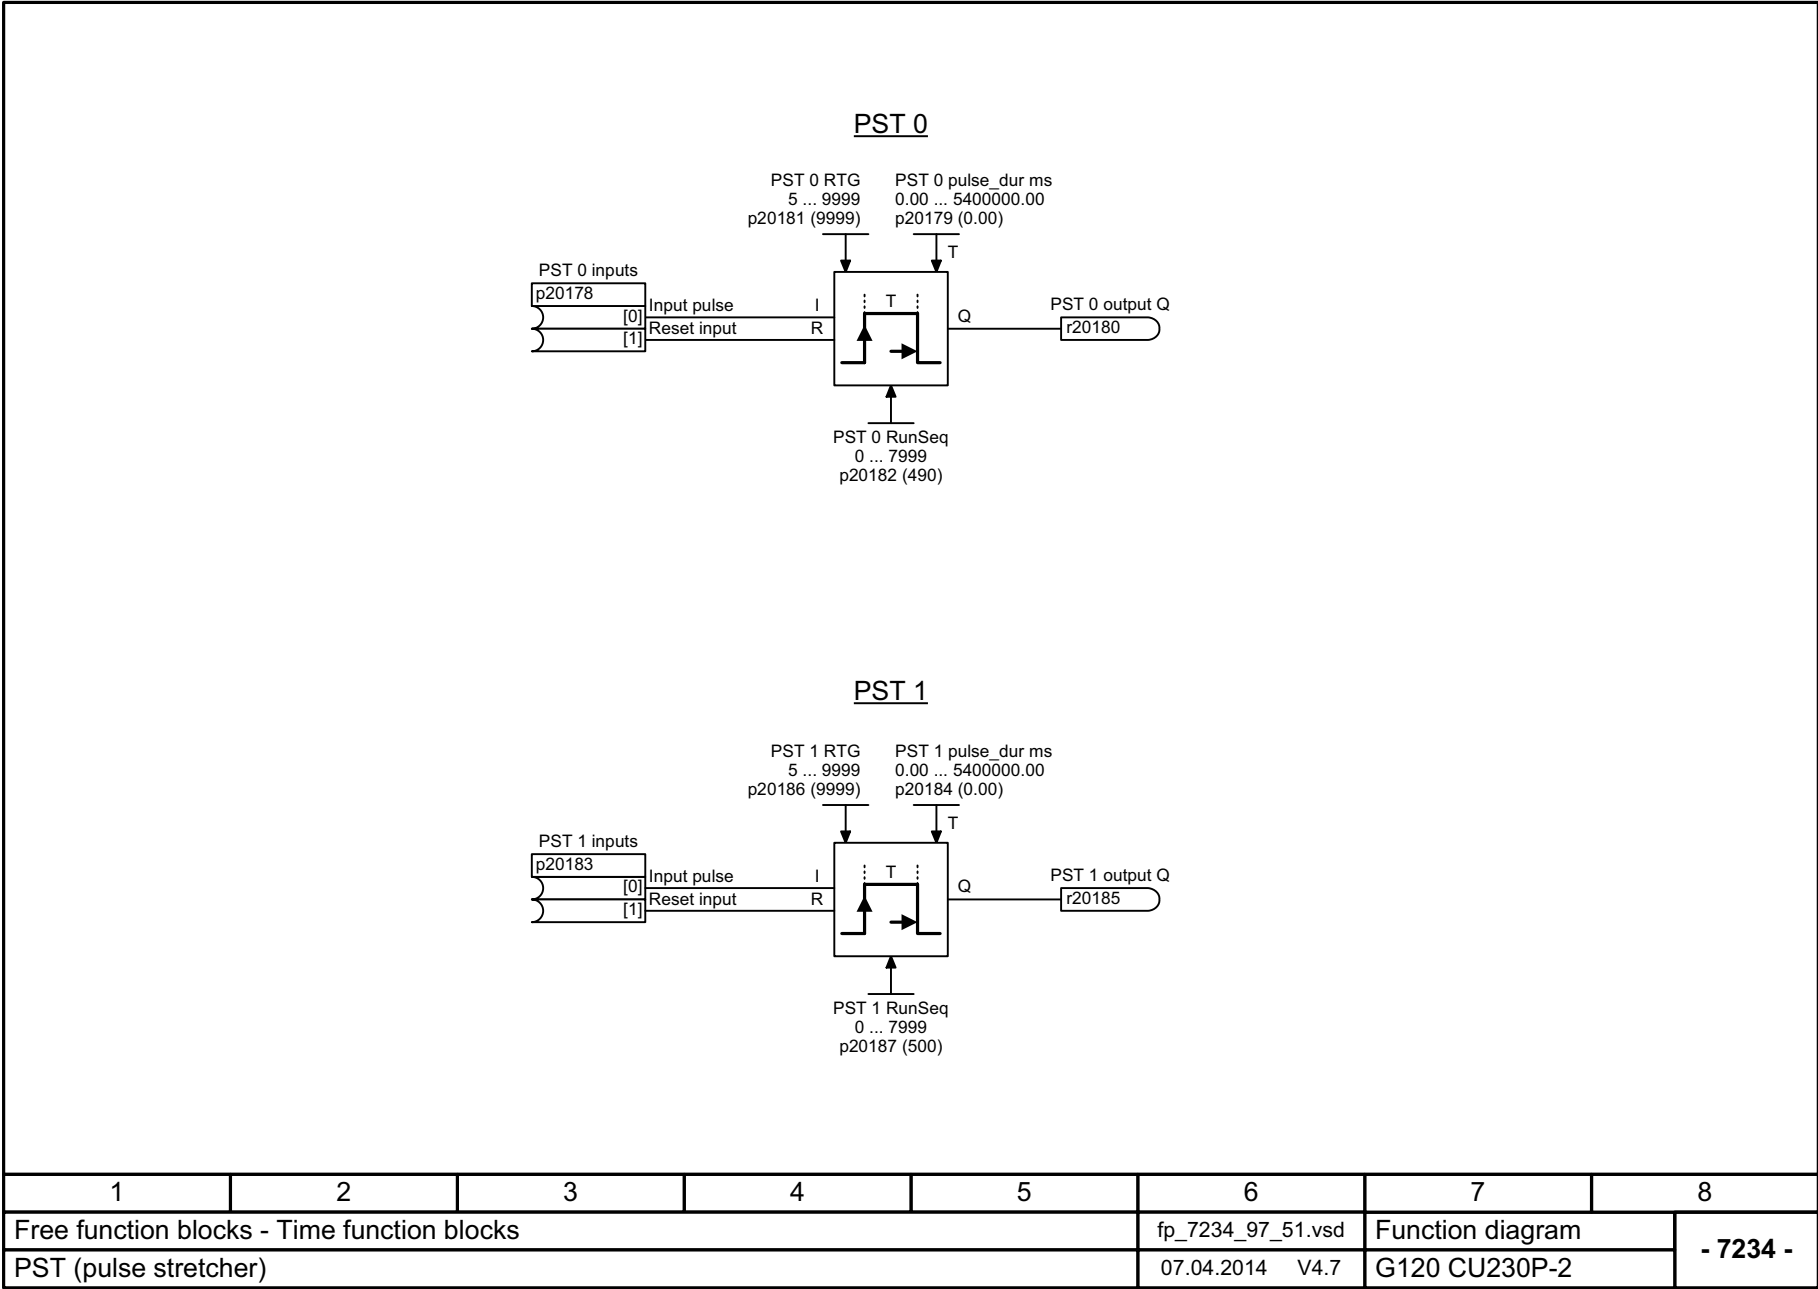 PST 0
PST 0 RTG
5 ... 9999
p20181 (9999)
PST 0 pulse_dur ms
0.00 ... 5400000.00
p20179 (0.00)
T
PST 0 inputs
p20178
[0]
[1]
Input pulse
Reset input
I
R
T
Q
PST 0 output Q
r20180
PST 0 RunSeq
0 ... 7999
p20182 (490)
PST 1
PST 1 RTG
5 ... 9999
p20186 (9999)
PST 1 pulse_dur ms
0.00 ... 5400000.00
p20184 (0.00)
T
PST 1 inputs
p20183
[0]
[1]
Input pulse
Reset input
I
R
T
Q
PST 1 output Q
r20185
PST 1 RunSeq
0 ... 7999
p20187 (500)
1 2 3 4 5 6 7 8
Free function blocks - Time function blocks
fp_7234_97_51.vsd
Function diagram
- 7234 -
PST (pulse stretcher)
07.04.2014 V4.7
G120 CU230P-2